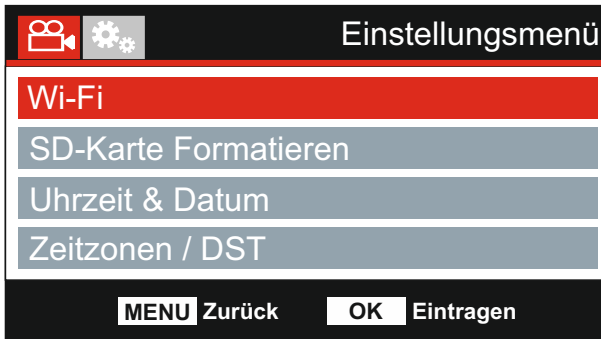 Einstellungsmenü
Wi-Fi
SD-Karte Formatieren
Uhrzeit & Datum
Zeitzonen / DST
MENU Zurück OK Eintragen